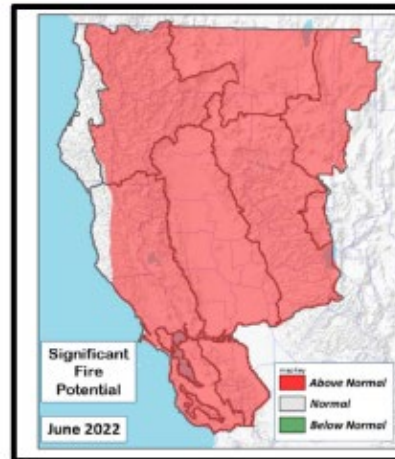 Significant
Fire
Potential
June 2022
Above Normal
Normal
Below Normal